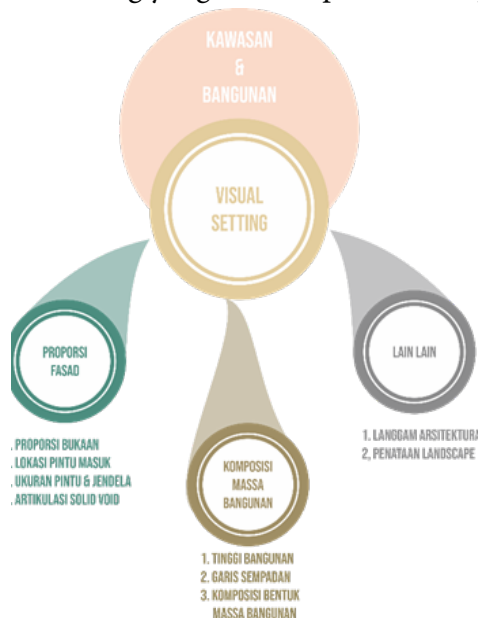 KAWASAN
&
BANGUNAN
VISUAL
SETTING
PROPORSI
FASAD
. PROPORSI BUKAAN
. LOKASI PINTU MASUK
. UKURAN PINTU & JENDELA
. ARTIKULASI SOLID VOID
KOMPOSISI
MASSA
BANGUNAN
1. TINGGI BANGUNAN
2. GARIS SEMPADAN
3. KOMPOSISI BENTUK
MASSA BANGUNAN
LAIN LAIN
1. LANGGAM ARSITEKTURA
2, PENATAAN LANDSCAPE